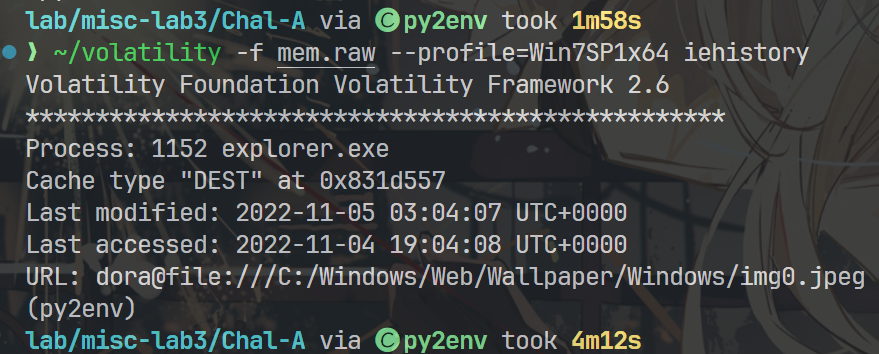 lab/misc-lab3/Chal-A via Ⓒpy2env took 1m58s
❯ ~/volatility -f mem.raw --profile=Win7SP1x64 iehistory
Volatility Foundation Volatility Framework 2.6
**************************************************
Process: 1152 explorer.exe
Cache type "DEST" at 0x831d557
Last modified: 2022-11-05 03:04:07 UTC+0000
Last accessed: 2022-11-04 19:04:08 UTC+0000
URL: dora@file:///C:/Windows/Web/Wallpaper/Windows/img0.jpeg
(py2env)
lab/misc-lab3/Chal-A via Ⓒpy2env took 4m12s